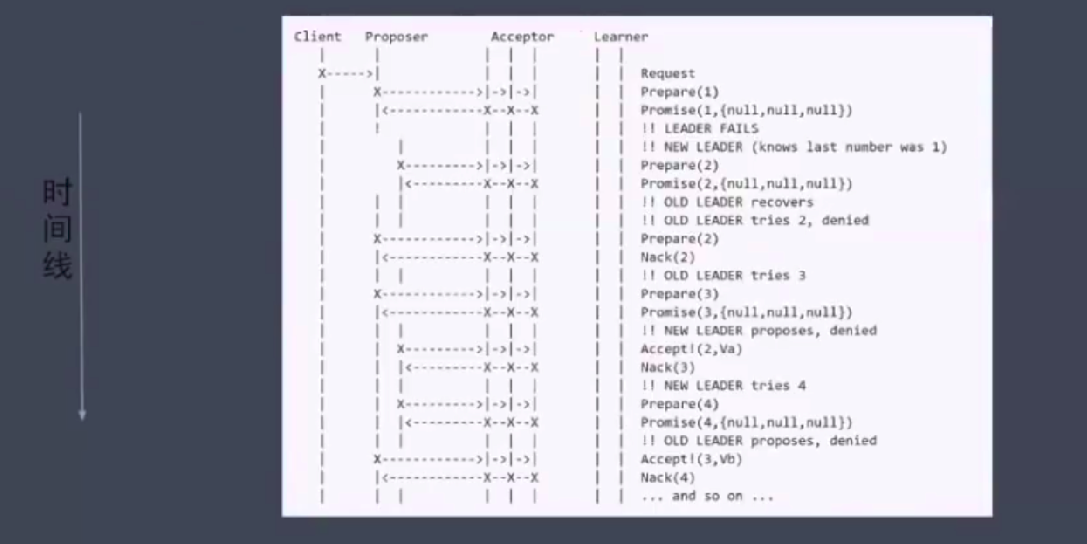 时间线
Client Proposer Acceptor Learner
| | | | | | |
X----->| | | | | | Request
| X------------>|->|->| | | Prepare(1)
| |<-----------X--X--X | | Promise(1,{null,null,null})
| ! | | | | | !! LEADER FAILS
| | | | | | | !! NEW LEADER (knows last number was 1)
| X---------->|->|->| | | Prepare(2)
| |<---------X--X--X | | Promise(2,{null,null,null})
| | | | | | | | !! OLD LEADER recovers
| | | | | | | | !! OLD LEADER tries 2, denied
| X------------>|->|->| | | Prepare(2)
| |<-----------X--X--X | | Nack(2)
| | | | | | | | !! OLD LEADER tries 3
| X------------>|->|->| | | Prepare(3)
| |<-----------X--X--X | | Promise(3,{null,null,null})
| | | | | | | | !! NEW LEADER proposes, denied
| | X---------->|->|->| | | Accept!(2,Va)
| | |<---------X--X--X | | Nack(3)
| | | | | | | | !! NEW LEADER tries 4
| | X---------->|->|->| | | Prepare(4)
| | |<---------X--X--X | | Promise(4,{null,null,null})
| | | | | | | | !! OLD LEADER proposes, denied
| X------------>|->|->| | | Accept!(3,Vb)
| |<-----------X--X--X | | Nack(4)
| | | | | | | | ... and so on ...